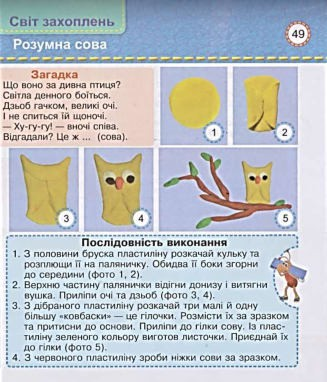 Світ захоплень
49
Розумна сова
Загадка
Що воно за дивна птиця?
Світла денного боїться.
Дзьоб гачком, великі очі.
І не спиться їй щоночі.
— Ху-гу-гу! — вночі співа.
Відгадали? Це ж ... (сова).
1
2
3
4
5
Послідовність виконання
1. З половини бруска пластиліну розкачай кульку та
розплющи її на паляничку. Обидва її боки згорни
до середини (фото 1, 2).
2. Верхню частину палянички відігни донизу і витягни
вушка. Приліпи очі та дзьоб (фото 3, 4).
3. З дібраного пластиліну розкачай три малі й одну
більшу «ковбаски» — це гілочки. Розмісти їх за зразком
та притисни до основи. Приліпи до гілки сову. Із плас-
тиліну зеленого кольору виготов листочки. Приєднай їх
до гілки (фото 5).
4. З червоного пластиліну зроби ніжки сови за зразком.